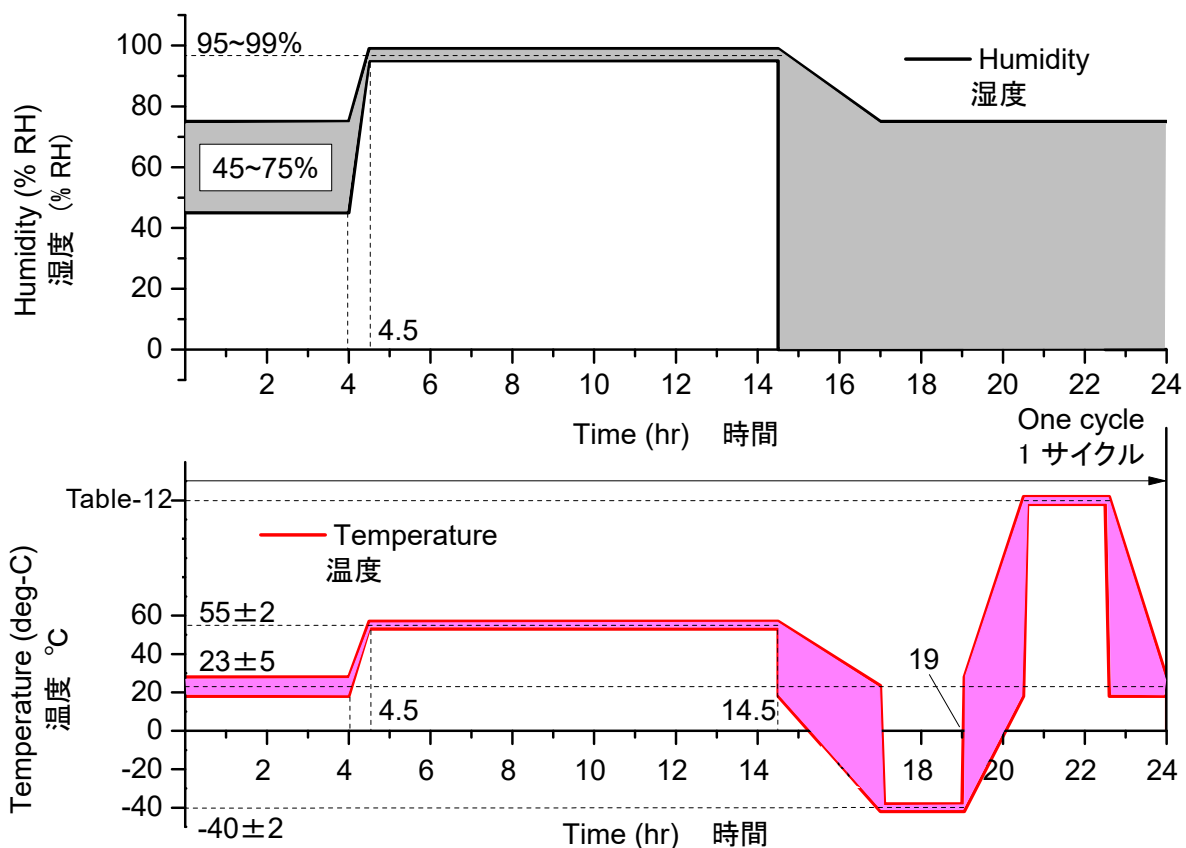 100
80
60
40
20
0
Humidity (% RH)
湿度 (% RH)
95~99%
45~75%
4.5
Humidity
湿度
2 4 6 8 10 12 14 16 18 20 22 24
Time (hr) 時間
One cycle
1 サイクル
Table-12
60
40
20
0
-20
-40
Temperature (deg-C)
温度 ℃
Temperature
温度
55±2
23±5
-40±2
4.5
14.5
19
2 4 6 8 10 12 14 18 20 22 24
Time (hr) 時間